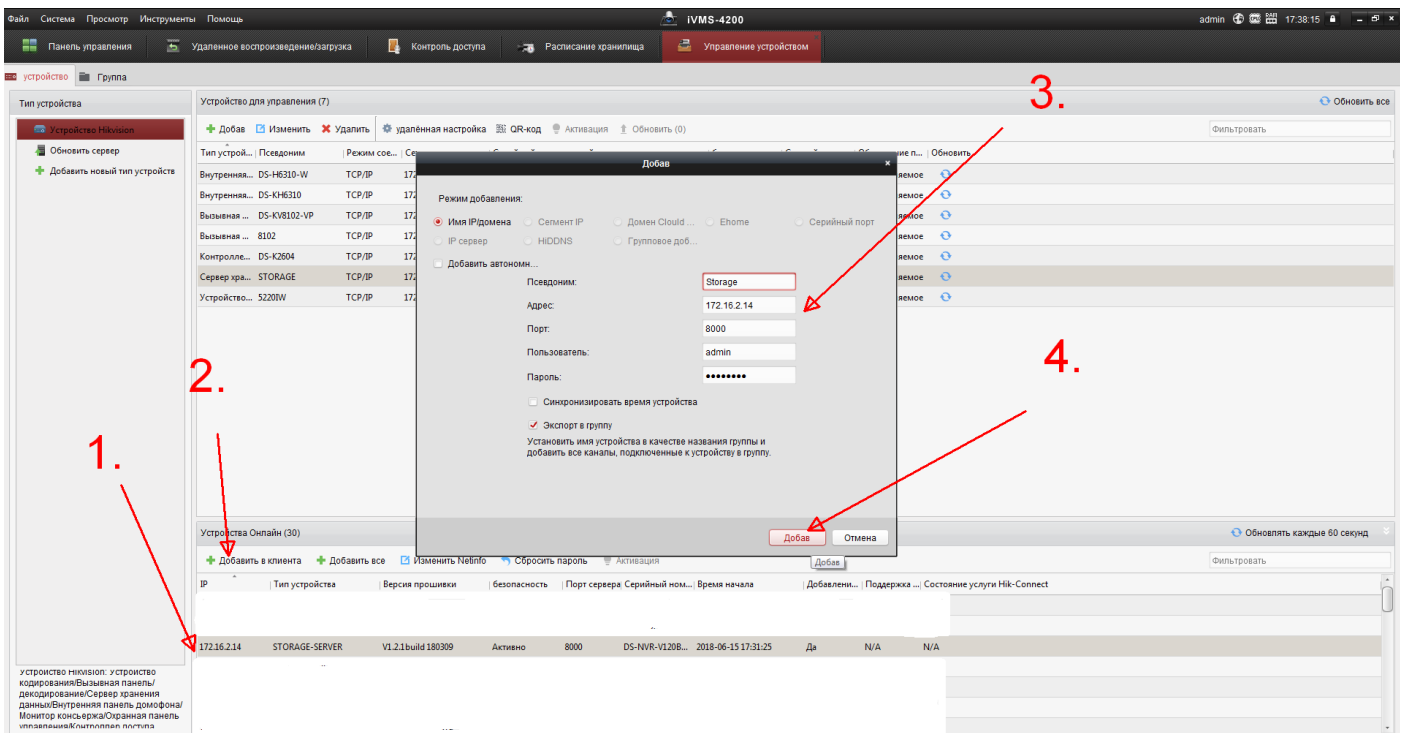 Файл Система Просмотр Инструменты Помощь iVMS-4200 admin 17:38:15
Панель управления Удаленное воспроизведение/загрузка Контроль доступа Расписание хранилища Управление устройством
устройство Группа
3.
Тип устройства Устройство для управления (7) Обновить все
Устройство Hikvision Добав Изменить Удалить удалённая настройка QR-код Активация Обновить (0) Фильтровать
Обновить сервер
Добавить новый тип устройств
Тип устрой... Псевдоним Режим сое... Обновить
Внутренняя... DS-H6310-W TCP/IP 172
Внутренняя... DS-KH6310 TCP/IP 172
Вызывная ... DS-KV8102-VP TCP/IP 172
Вызывная ... 8102 TCP/IP 172
Контролле... DS-K2604 TCP/IP 172
Сервер хра... STORAGE TCP/IP 172
Устройство... 5220IW TCP/IP 172
Добав
Режим добавления:
Имя IP/домена Сегмент IP Домен Clould ... Ehome Серийный порт
IP сервер HiDDNS Групповое доб...
Добавить автономн...
Псевдоним: Storage
Адрес: 172.16.2.14
Порт: 8000
Пользователь: admin
Пароль:
Синхронизировать время устройства
Экспорт в группу
Установить имя устройства в качестве названия группы и
добавить все каналы, подключенные к устройству в группу.
Добав Отмена
Добав
4.
2.
1.
Устройства Онлайн (30) Обновлять каждые 60 секунд
Добавить в клиента Добавить все Изменить Netinfo Сбросить пароль Активация Фильтровать
IP Тип устройства Версия прошивки безопасность Порт сервера Серийный ном... Время начала Добавлени... Поддержка ... Состояние услуги Hik-Connect
172.16.2.14 STORAGE-SERVER V1.2.1build 180309 Активно 8000 DS-NVR-V120B... 2018-06-15 17:31:25 Да N/A N/A
Устройство Hikvision: Устройство
кодирования/Вызывная панель/
декодирование/Сервер хранения
данных/Внутренняя панель домофона/
Монитор консьержа/Охранная панель
управления/Контроллер доступа